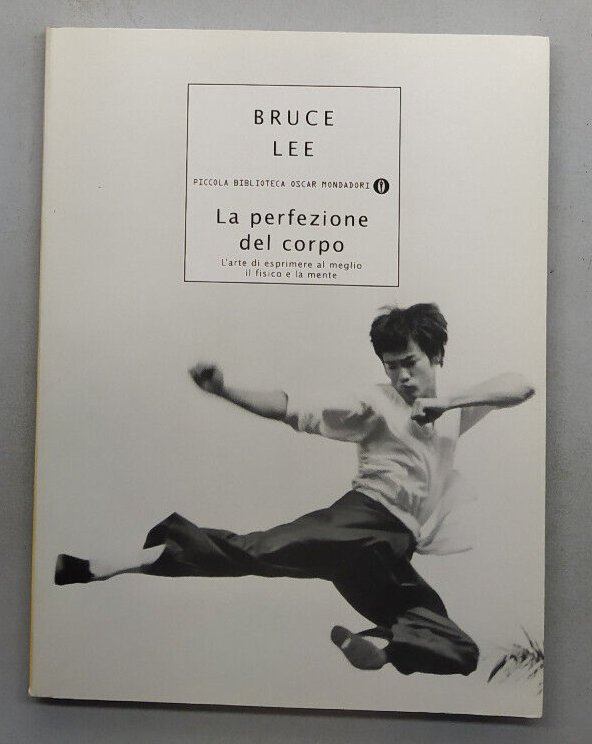 BRUCE
LEE
PICCOLA BIBLIOTECA OSCAR MONDADORI
La perfezione
del corpo
L'arte di esprimere al meglio
il fisico e la mente